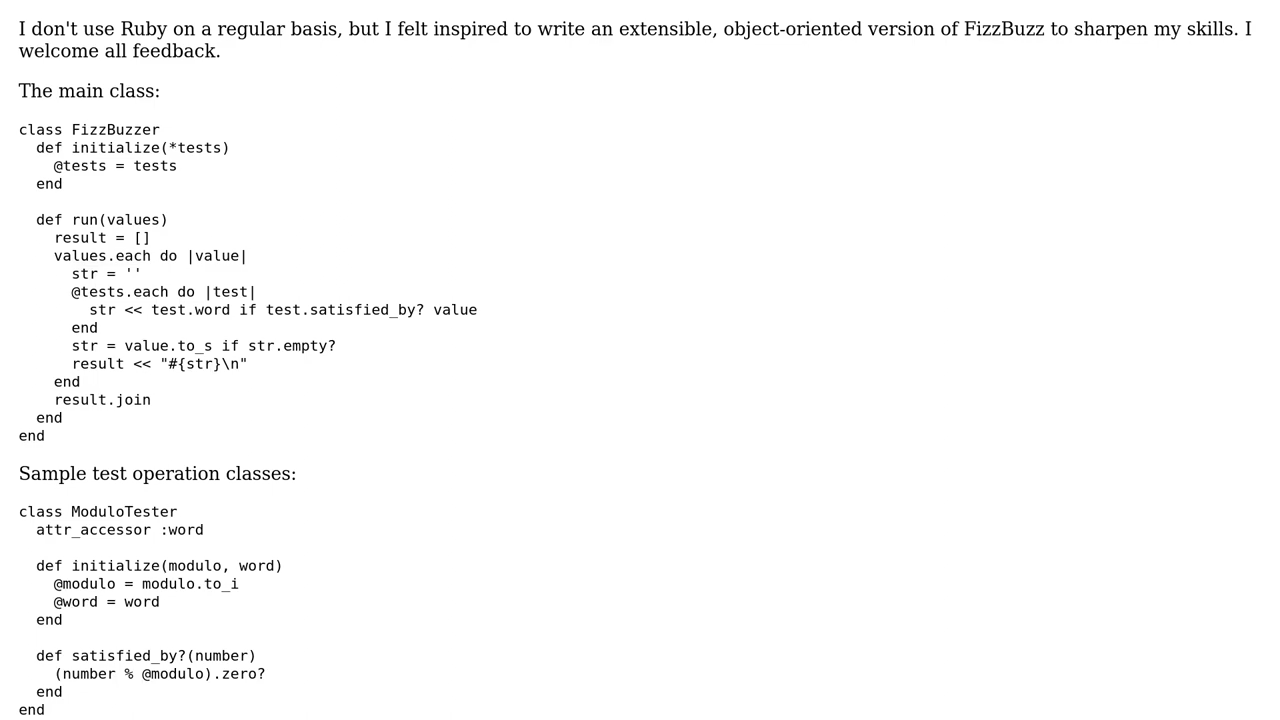 I don't use Ruby on a regular basis, but I felt inspired to write an extensible, object-oriented version of FizzBuzz to sharpen my skills. I
welcome all feedback.
The main class:
class FizzBuzzer
  def initialize(*tests)
    @tests = tests
  end

  def run(values)
    result = []
    values.each do |value|
      str = ''
      @tests.each do |test|
        str << test.word if test.satisfied_by? value
      end
      str = value.to_s if str.empty?
      result << "#{str}\n"
    end
    result.join
  end
end
Sample test operation classes:
class ModuloTester
  attr_accessor :word

  def initialize(modulo, word)
    @modulo = modulo.to_i
    @word = word
  end

  def satisfied_by?(number)
    (number % @modulo).zero?
  end
end